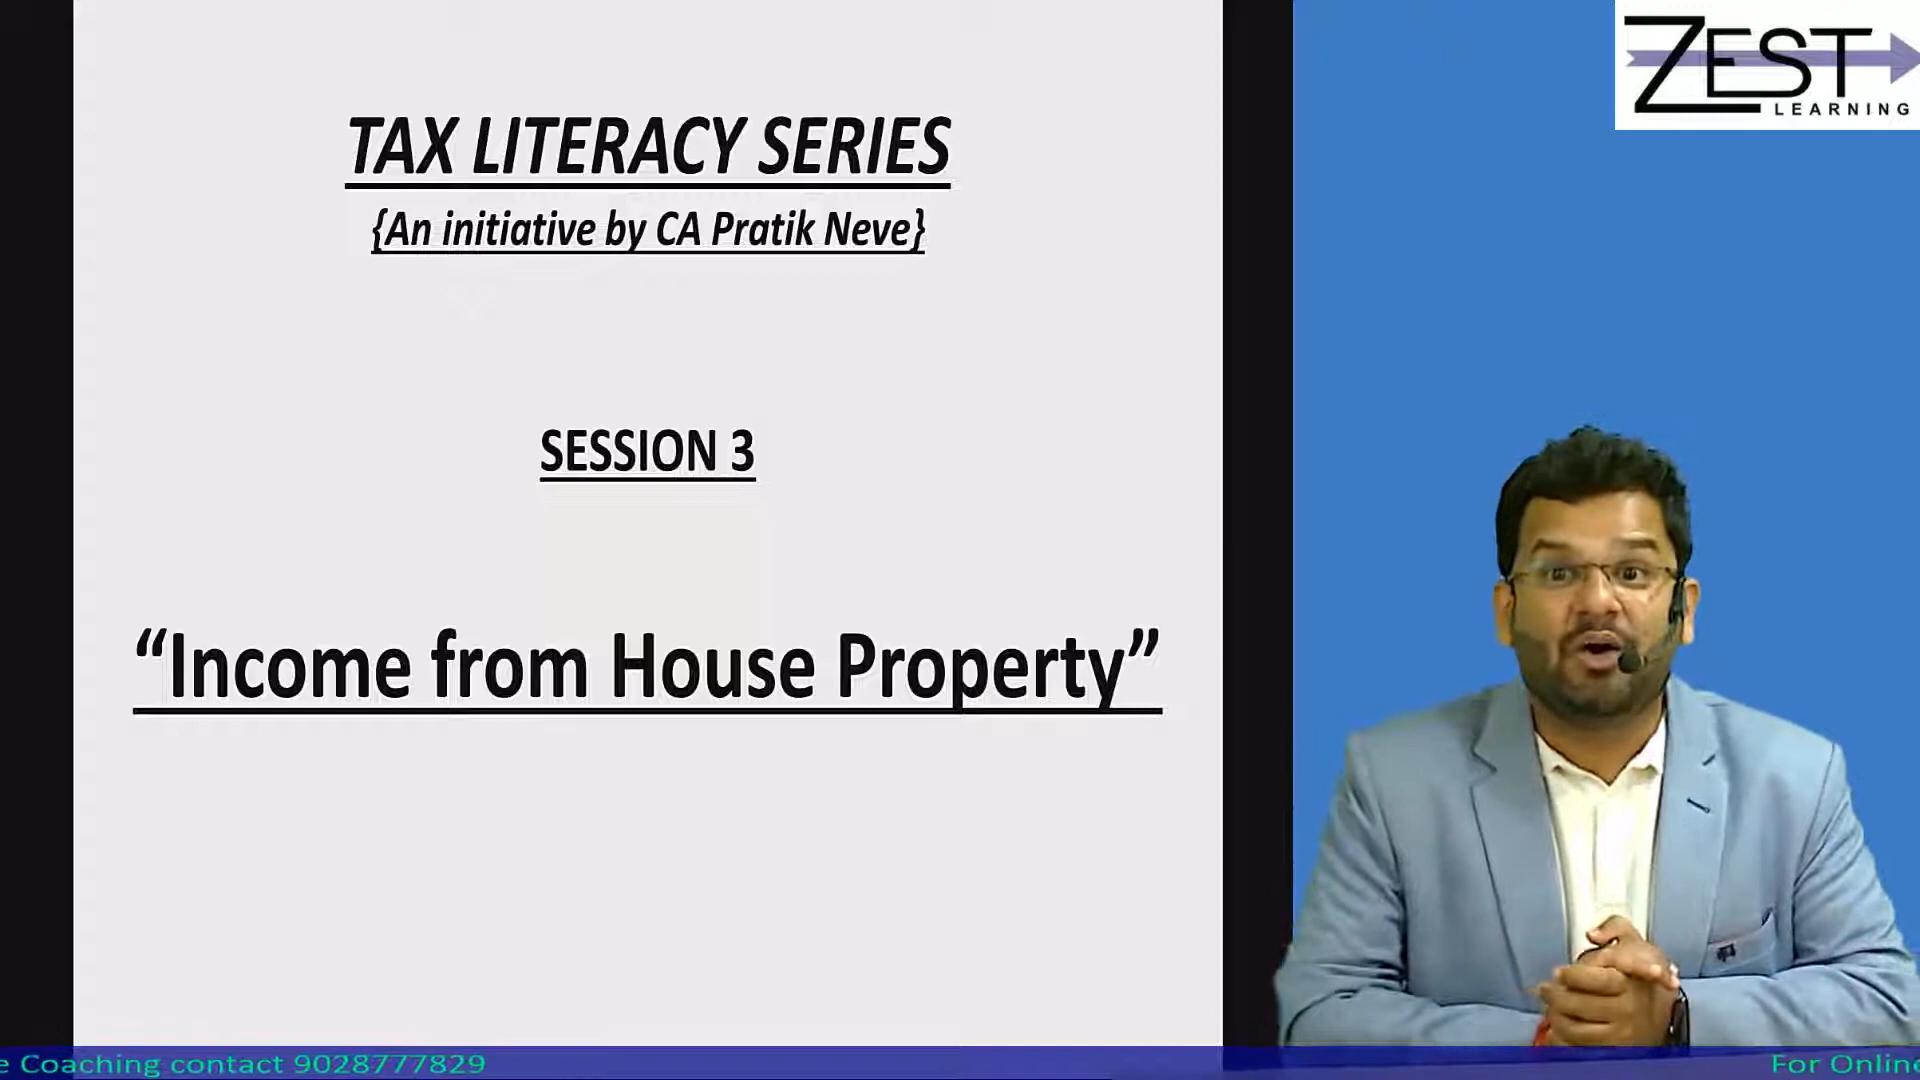 ZEST
LEARNING
TAX LITERACY SERIES
{An initiative by CA Pratik Neve}
SESSION 3
“Income from House Property”
e Coaching contact 9028777829
For Online